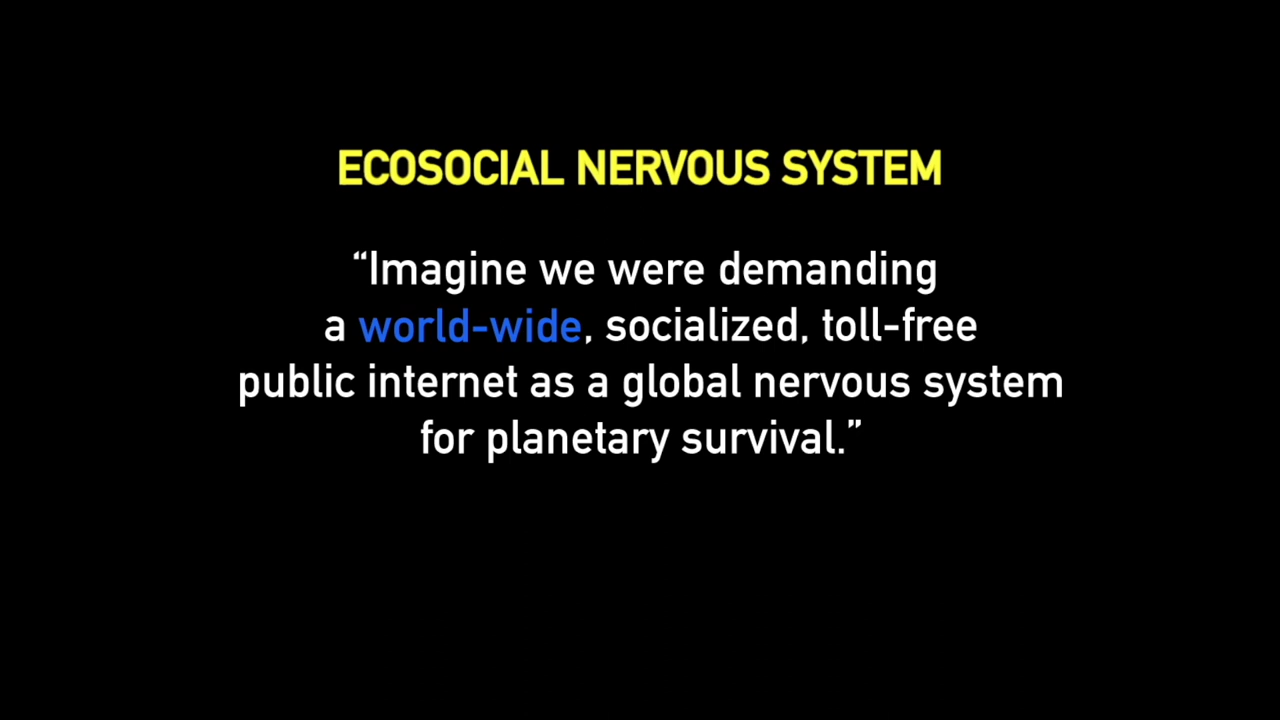 ECOSOCIAL NERVOUS SYSTEM
“Imagine we were demanding
a world-wide, socialized, toll-free
public internet as a global nervous system
for planetary survival.”